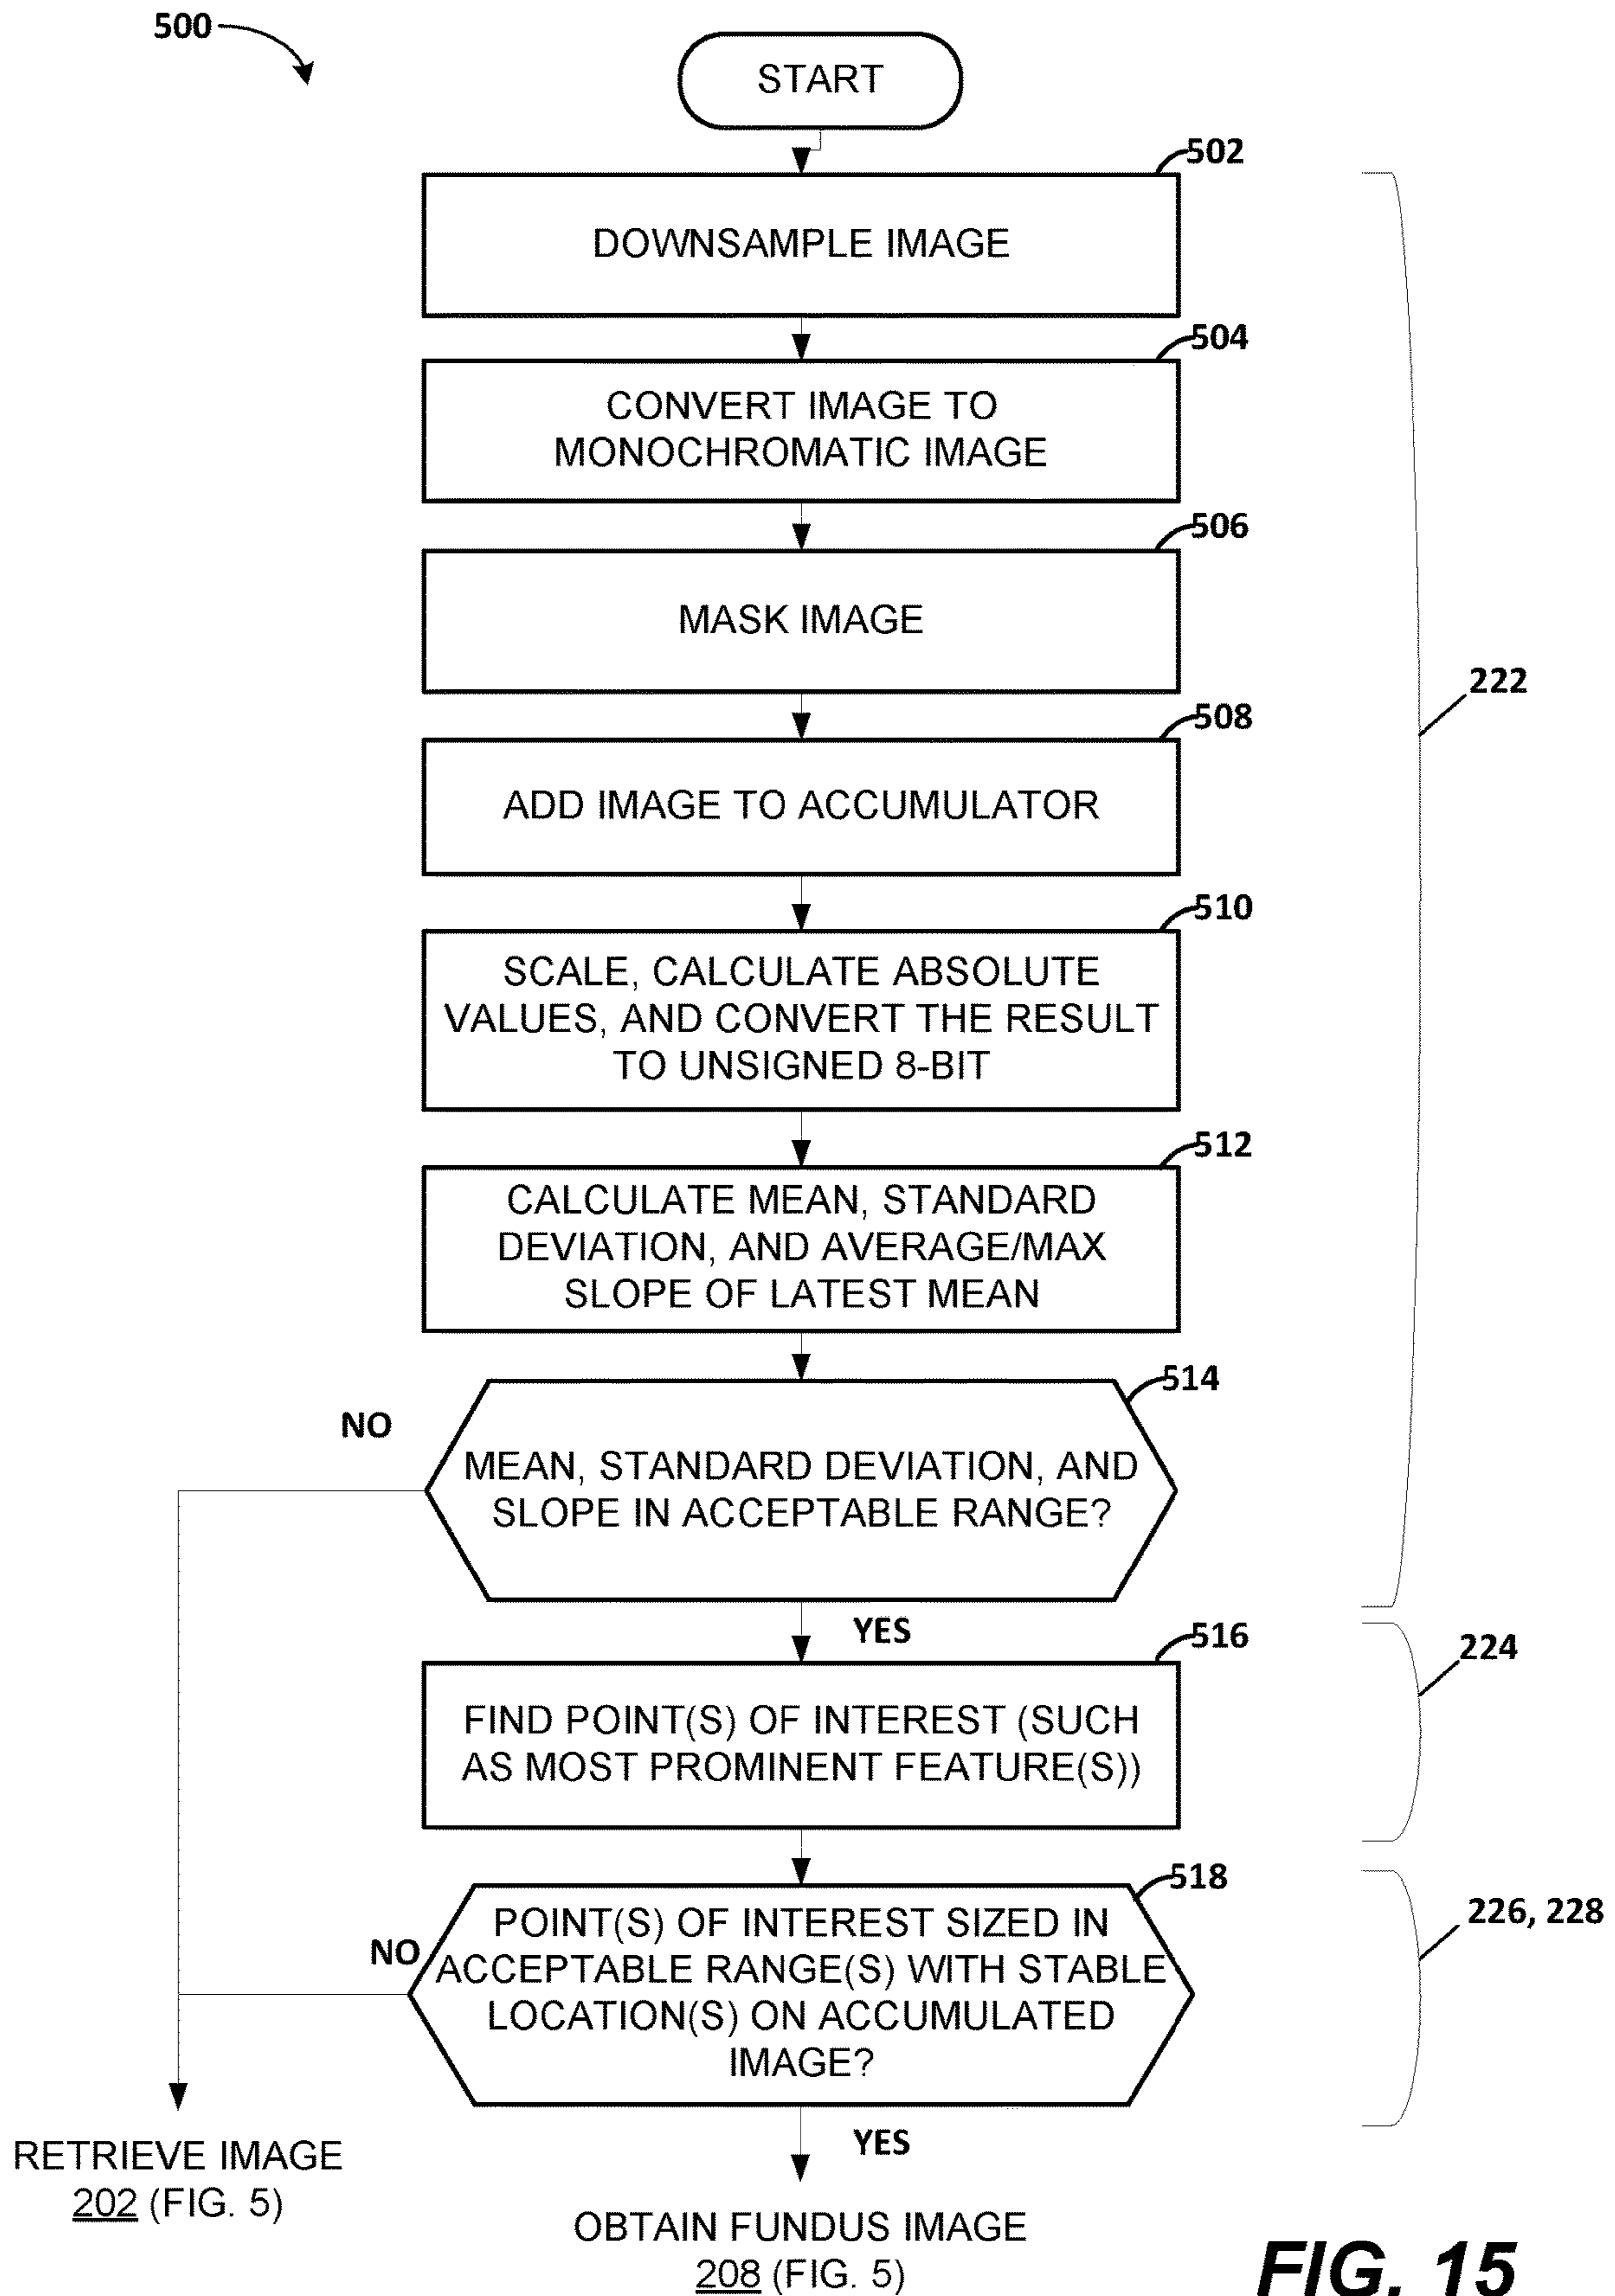 500
START
502
DOWNSAMPLE IMAGE
504
CONVERT IMAGE TO
MONOCHROMATIC IMAGE
506
MASK IMAGE
222
508
ADD IMAGE TO ACCUMULATOR
510
SCALE, CALCULATE ABSOLUTE
VALUES, AND CONVERT THE RESULT
TO UNSIGNED 8-BIT
512
CALCULATE MEAN, STANDARD
DEVIATION, AND AVERAGE/MAX
SLOPE OF LATEST MEAN
514
NO
MEAN, STANDARD DEVIATION, AND
SLOPE IN ACCEPTABLE RANGE?
YES
516
224
FIND POINT(S) OF INTEREST (SUCH
AS MOST PROMINENT FEATURE(S))
518
226, 228
NO
POINT(S) OF INTEREST SIZED IN
ACCEPTABLE RANGE(S) WITH STABLE
LOCATION(S) ON ACCUMULATED
IMAGE?
YES
RETRIEVE IMAGE
202 (FIG. 5)
OBTAIN FUNDUS IMAGE
208 (FIG. 5)
FIG. 15